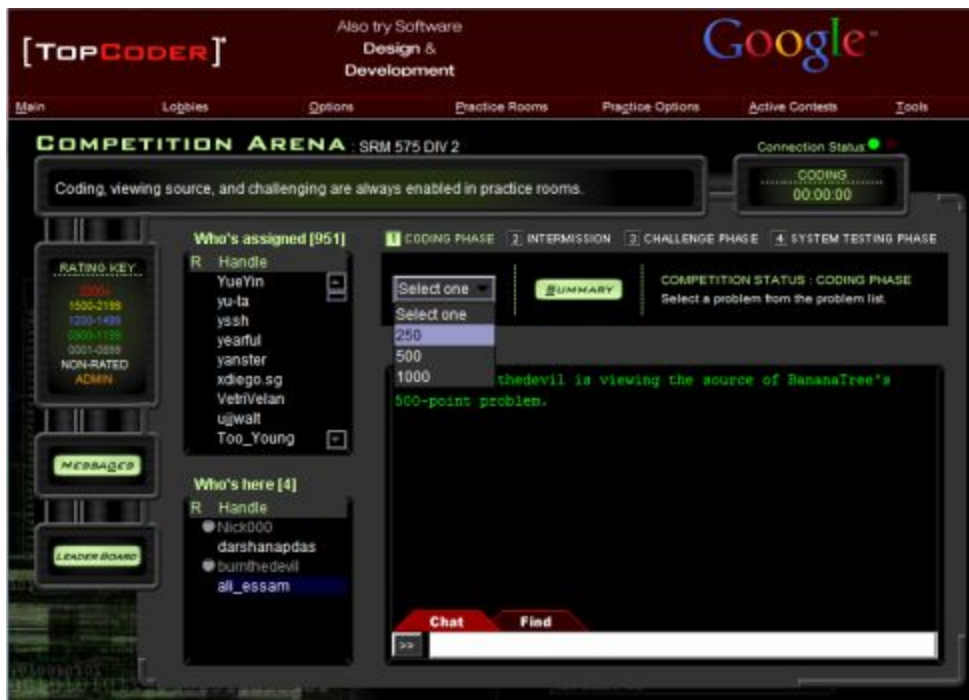 [TOPCODER]
Also try Software
Design &
Development
Google™
Main Lobbies Options Practice Rooms Practice Options Active Contests Tools
COMPETITION ARENA : SRM 575 DIV 2
Connection Status:
Coding, viewing source, and challenging are always enabled in practice rooms.
CODING
00:00:00
Who's assigned [951]
1 CODING PHASE 2 INTERMISSION 3 CHALLENGE PHASE 4 SYSTEM TESTING PHASE
RATING KEY
2200+
1500-2199
1200-1499
0900-1199
0001-0899
NON-RATED
ADMIN
R Handle
YueYin
yu-ta
yssh
yearful
yanster
xdiego.sg
VetriVelan
ujjwalt
Too_Young
Select one
SUMMARY
COMPETITION STATUS : CODING PHASE
Select a problem from the problem list.
Select one
250
500
1000
thedevil is viewing the source of BananaTree's
500-point problem.
MESSAGES
LEADER BOARD
Who's here [4]
R Handle
Nick000
darshanapdas
burnthedevil
ali_essam
Chat Find
>>